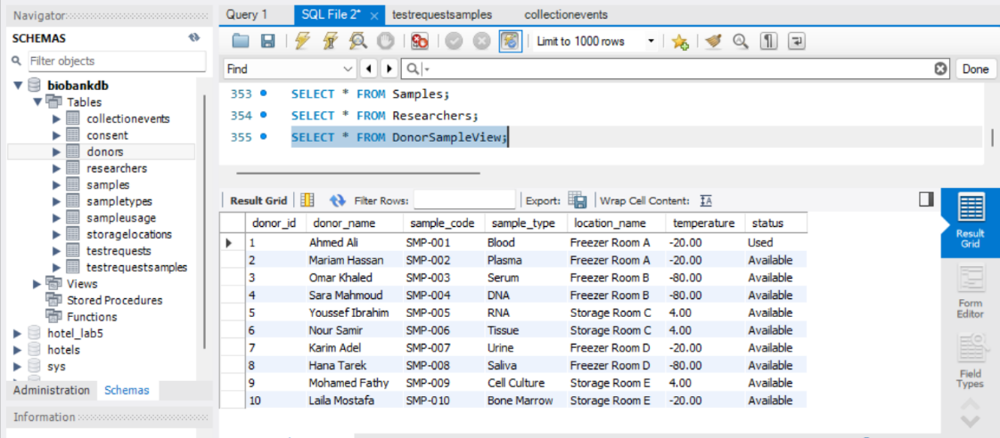 Navigator
SCHEMAS
Filter objects
biobankdb
Tables
collectionevents
consent
donors
researchers
samples
sampletypes
sampleusage
storagelocations
testrequests
testrequestsamples
Views
Stored Procedures
Functions
hotel_lab5
hotels
sys
Administration Schemas
Information
Query 1 SQL File 2* × testrequestsamples collectionevents
Limit to 1000 rows
Find Done
353 SELECT * FROM Samples;
354 SELECT * FROM Researchers;
355 SELECT * FROM DonorSampleView;
Result Grid Filter Rows: Export: Wrap Cell Content: IA
donor_id donor_name sample_code sample_type location_name temperature status
1 Ahmed Ali SMP-001 Blood Freezer Room A -20.00 Used
2 Mariam Hassan SMP-002 Plasma Freezer Room A -20.00 Available
3 Omar Khaled SMP-003 Serum Freezer Room B -80.00 Available
4 Sara Mahmoud SMP-004 DNA Freezer Room B -80.00 Available
5 Youssef Ibrahim SMP-005 RNA Storage Room C 4.00 Available
6 Nour Samir SMP-006 Tissue Storage Room C 4.00 Available
7 Karim Adel SMP-007 Urine Freezer Room D -20.00 Available
8 Hana Tarek SMP-008 Saliva Freezer Room D -80.00 Available
9 Mohamed Fathy SMP-009 Cell Culture Storage Room E 4.00 Available
10 Laila Mostafa SMP-010 Bone Marrow Storage Room E -20.00 Available
Result
Grid
Form
Editor
Field
Types